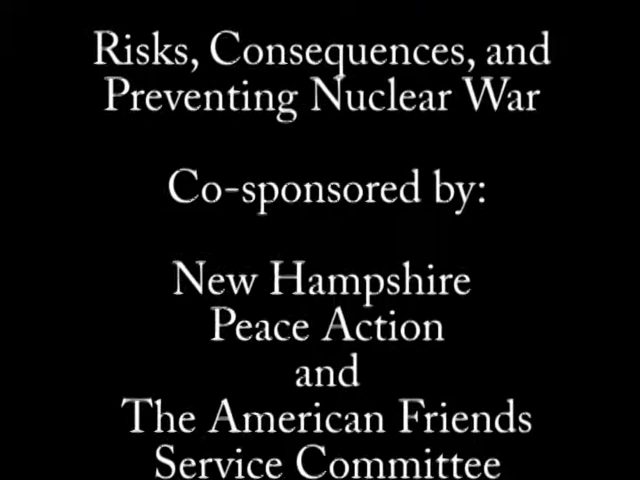 Risks, Consequences, and
Preventing Nuclear War
Co-sponsored by:
New Hampshire
Peace Action
and
The American Friends
Service Committee